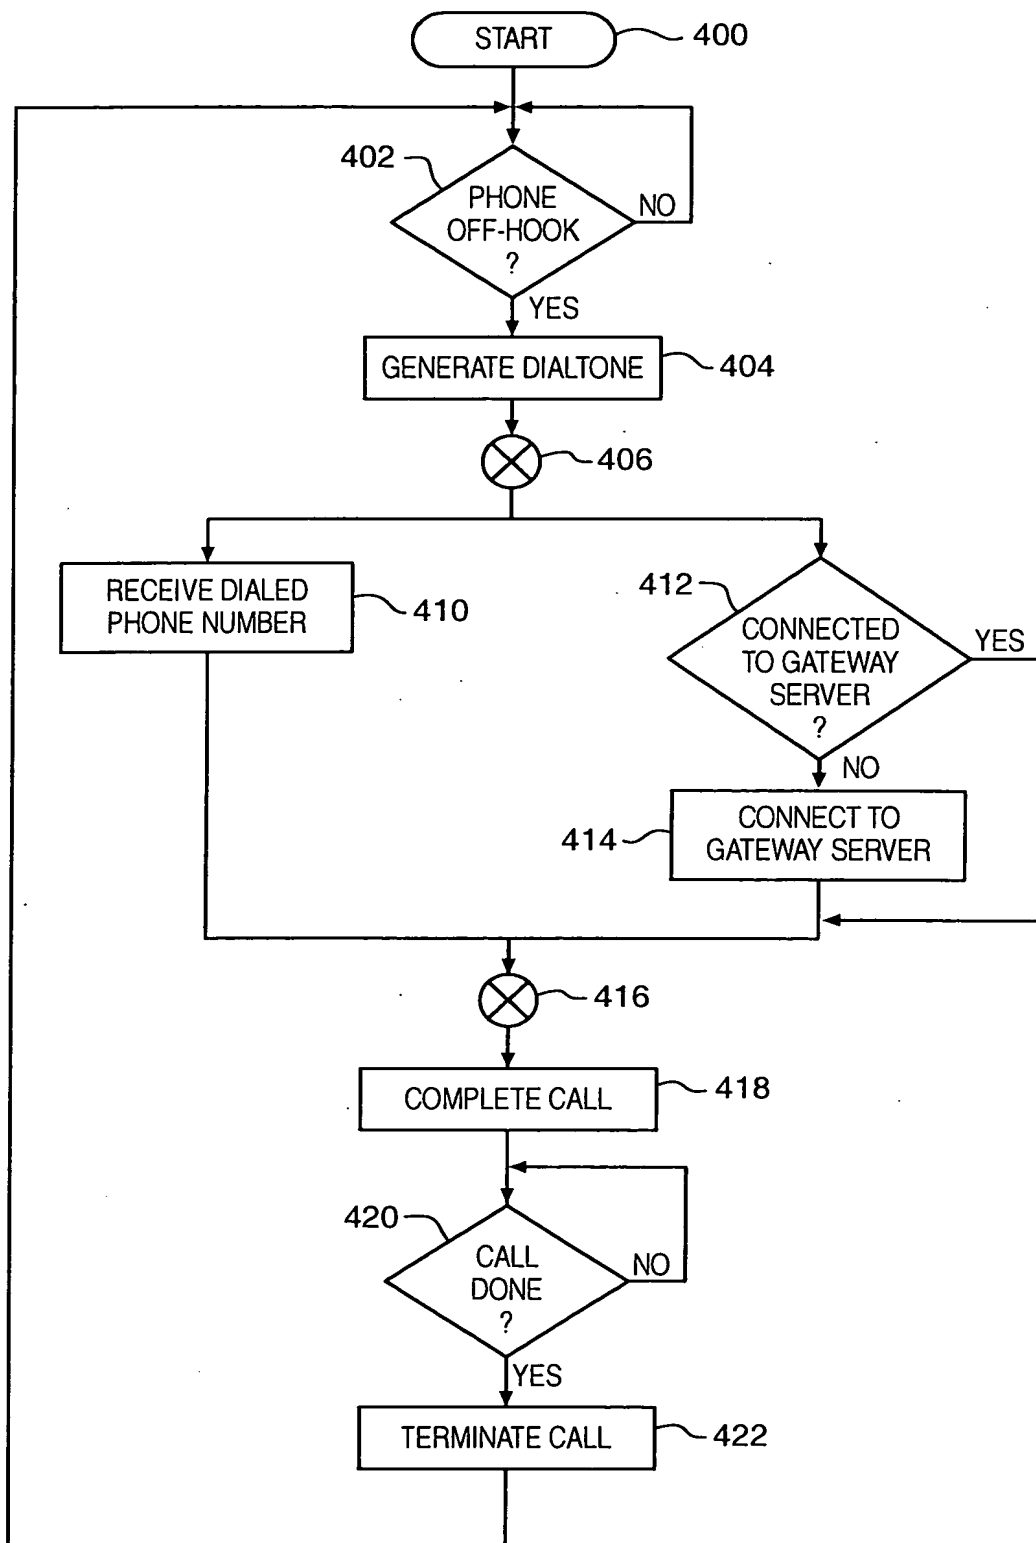 START
400
402
PHONE
OFF-HOOK
?
NO
YES
GENERATE DIALTONE
404
406
RECEIVE DIALED
PHONE NUMBER
410
412
CONNECTED
TO GATEWAY
SERVER
?
YES
NO
414
CONNECT TO
GATEWAY SERVER
416
COMPLETE CALL
418
420
CALL
DONE
?
NO
YES
TERMINATE CALL
422